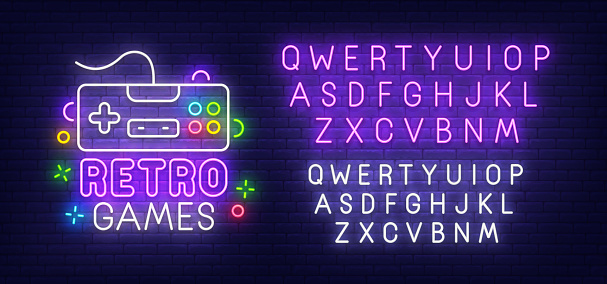 RETRO
GAMES
QWERTYUIOP
ASDFGHJKL
ZXCVBNM
QWERTYUIOP
ASDFGHJKL
ZXCVBNM